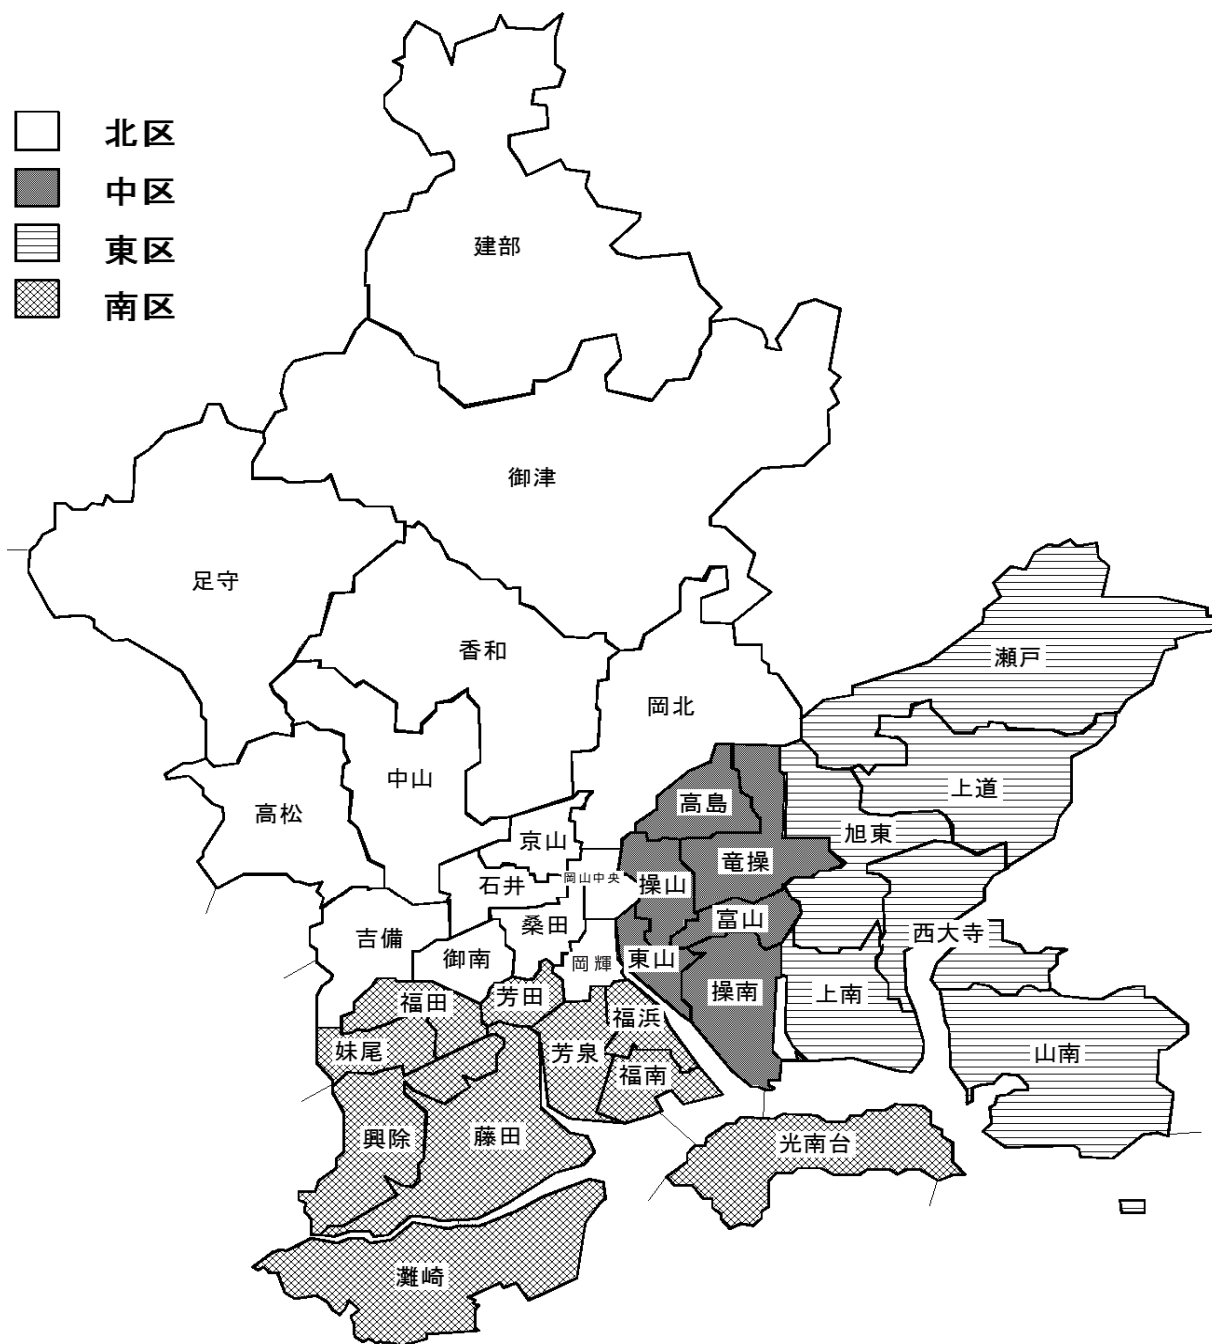 北区
中区
東区
南区
建部
御津
足守
香和
瀬戸
岡北
中山
高松
高島
上道
旭東
京山
竜操
石井
岡山中央
操山
桑田
富山
吉備
西大寺
御南
岡輝
東山
操南
上南
福田
芳田
福浜
妹尾
芳泉
福南
山南
興除
藤田
光南台
灘崎